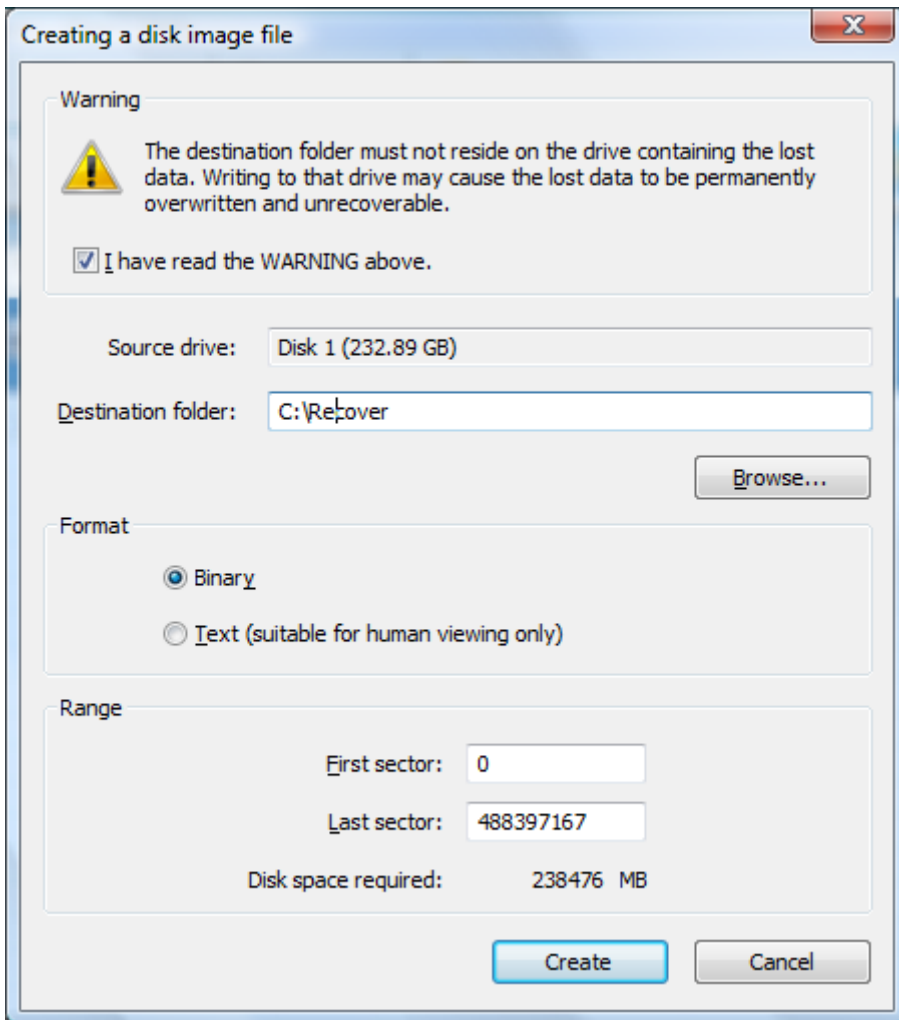 Creating a disk image file
Warning
The destination folder must not reside on the drive containing the lost
data. Writing to that drive may cause the lost data to be permanently
overwritten and unrecoverable.
I have read the WARNING above.
Source drive: Disk 1 (232.89 GB)
Destination folder: C:\Recover
Browse...
Format
Binary
Text (suitable for human viewing only)
Range
First sector: 0
Last sector: 488397167
Disk space required: 238476 MB
Create Cancel